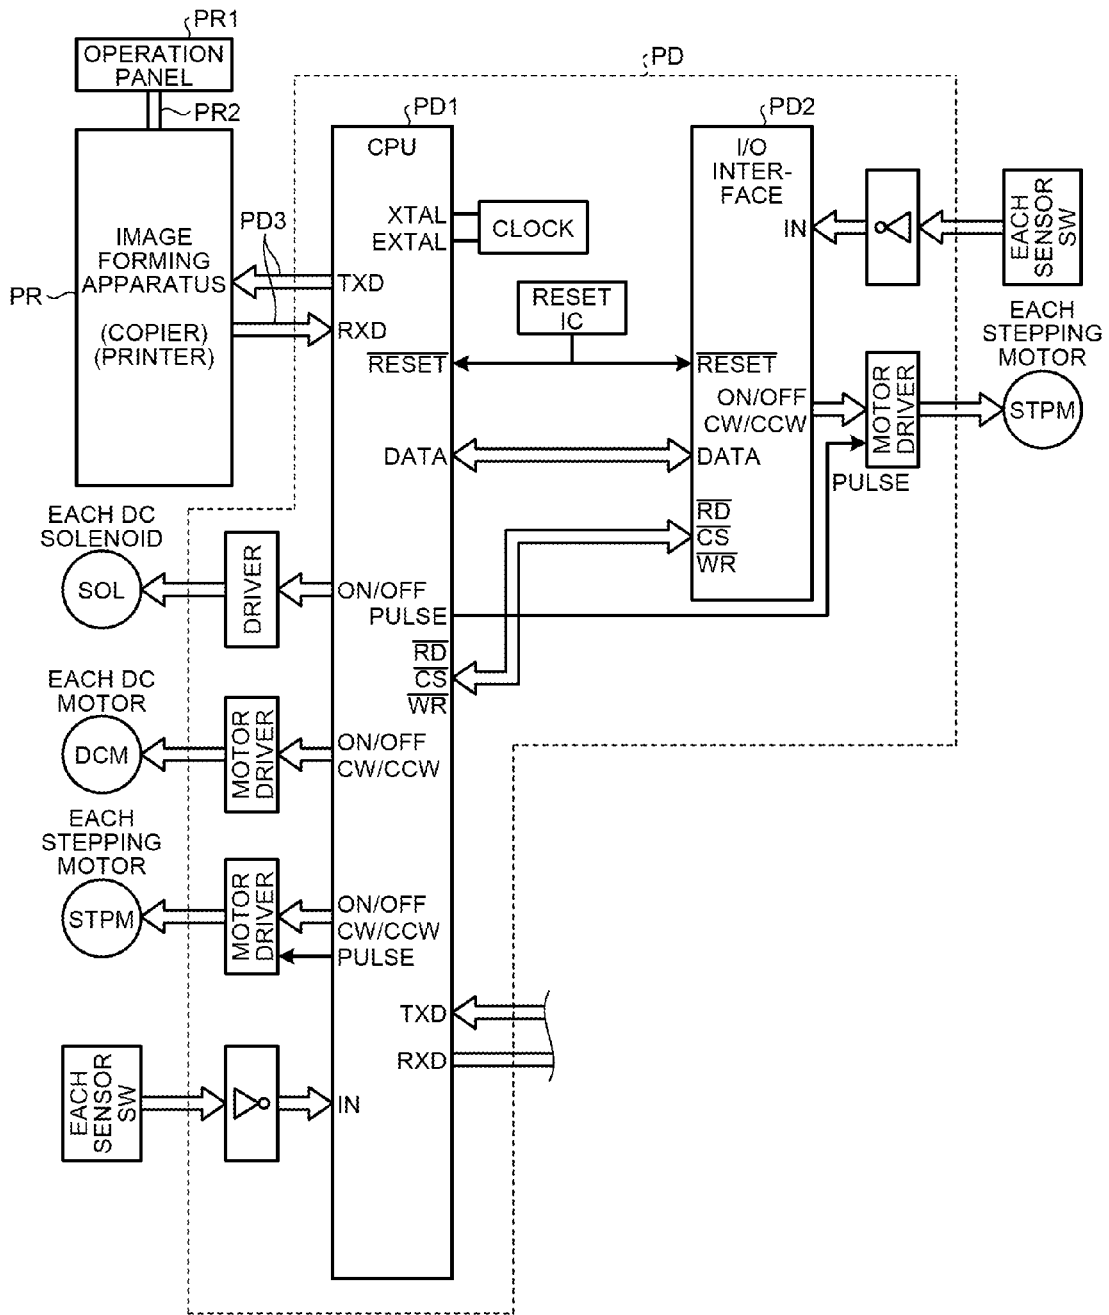 PR1
OPERATION
PANEL
PR2
PD
PD1
CPU
PD2
I/O
INTER-
FACE
XTAL
EXTAL
CLOCK
IN
EACH
SENSOR
SW
PD3
IMAGE
FORMING
APPARATUS
(COPIER)
(PRINTER)
PR
TXD
RXD
RESET
IC
RESET
RESET
EACH
STEPPING
MOTOR
ON/OFF
CW/CCW
MOTOR
DRIVER
STPM
PULSE
DATA
DATA
RD
CS
WR
EACH DC
SOLENOID
SOL
DRIVER
ON/OFF
PULSE
RD
CS
WR
EACH DC
MOTOR
DCM
MOTOR
DRIVER
ON/OFF
CW/CCW
EACH
STEPPING
MOTOR
STPM
MOTOR
DRIVER
ON/OFF
CW/CCW
PULSE
TXD
RXD
EACH
SENSOR
SW
IN